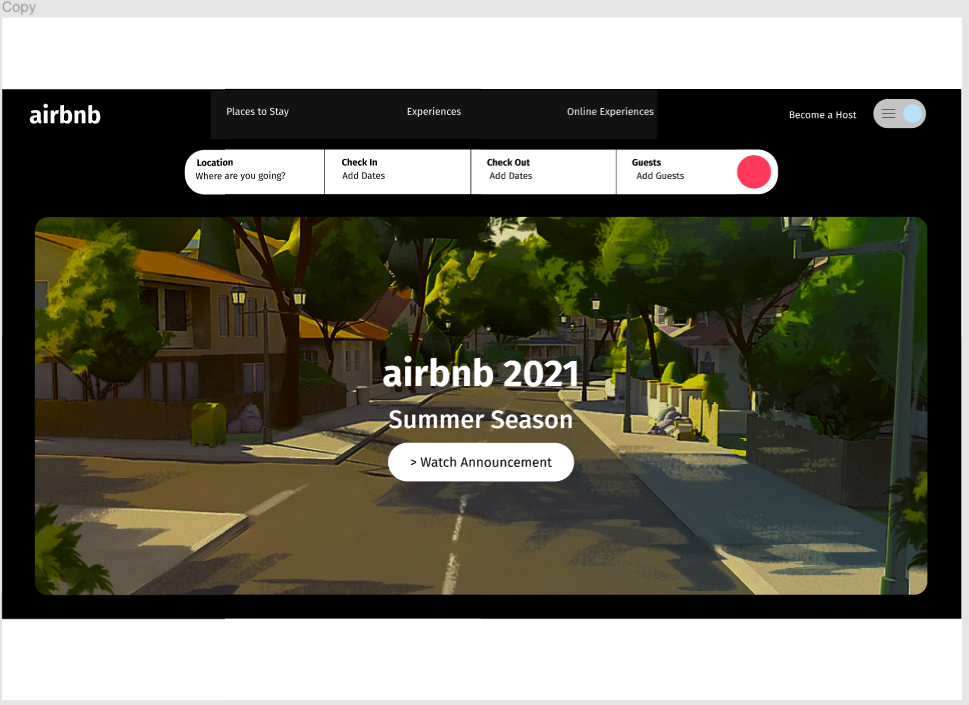 Copy
airbnb
Places to Stay
Experiences
Online Experiences
Become a Host
Location
Where are you going?
Check In
Add Dates
Check Out
Add Dates
Guests
Add Guests
airbnb 2021
Summer Season
> Watch Announcement